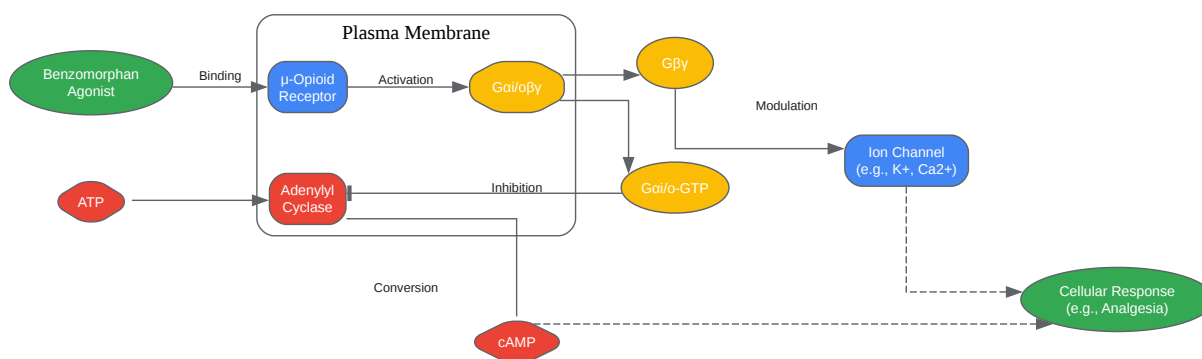 Plasma Membrane
Benzomorphan
Agonist
Binding
μ-Opioid
Receptor
Activation
Gαi/oβγ
Gβγ
Modulation
Ion Channel
(e.g., K+, Ca2+)
ATP
Adenylyl
Cyclase
Inhibition
Gαi/o-GTP
Conversion
cAMP
Cellular Response
(e.g., Analgesia)